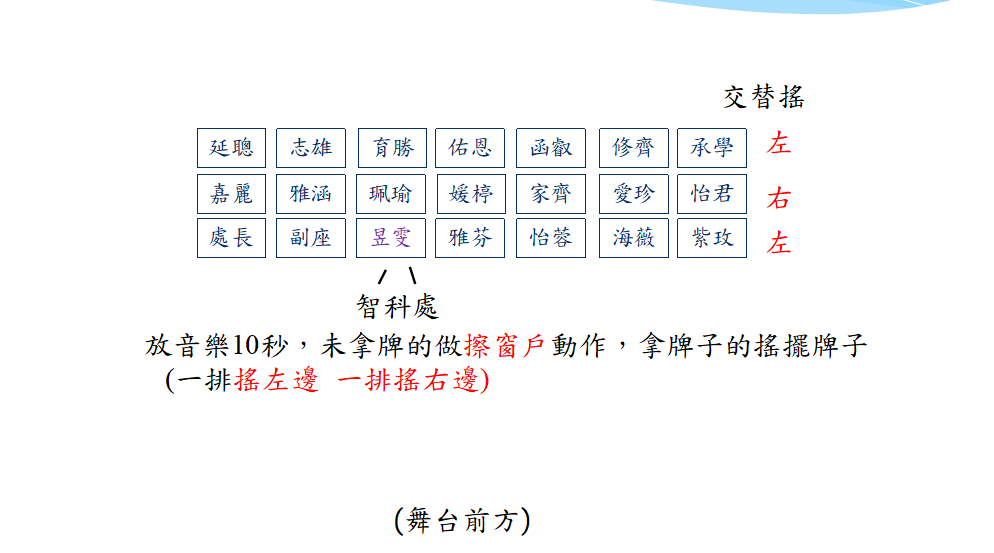 交替搖
延聰 志雄 育勝 佑恩 函叡 修齊 承學 左
嘉麗 雅涵 珮瑜 媛婷 家齊 愛珍 怡君 右
處長 副座 昱雯 雅芬 怡蓉 海薇 紫玫 左
智科處
放音樂10秒，未拿牌的做擦窗戶動作，拿牌子的搖擺牌子
(一排搖左邊 一排搖右邊)
(舞台前方)